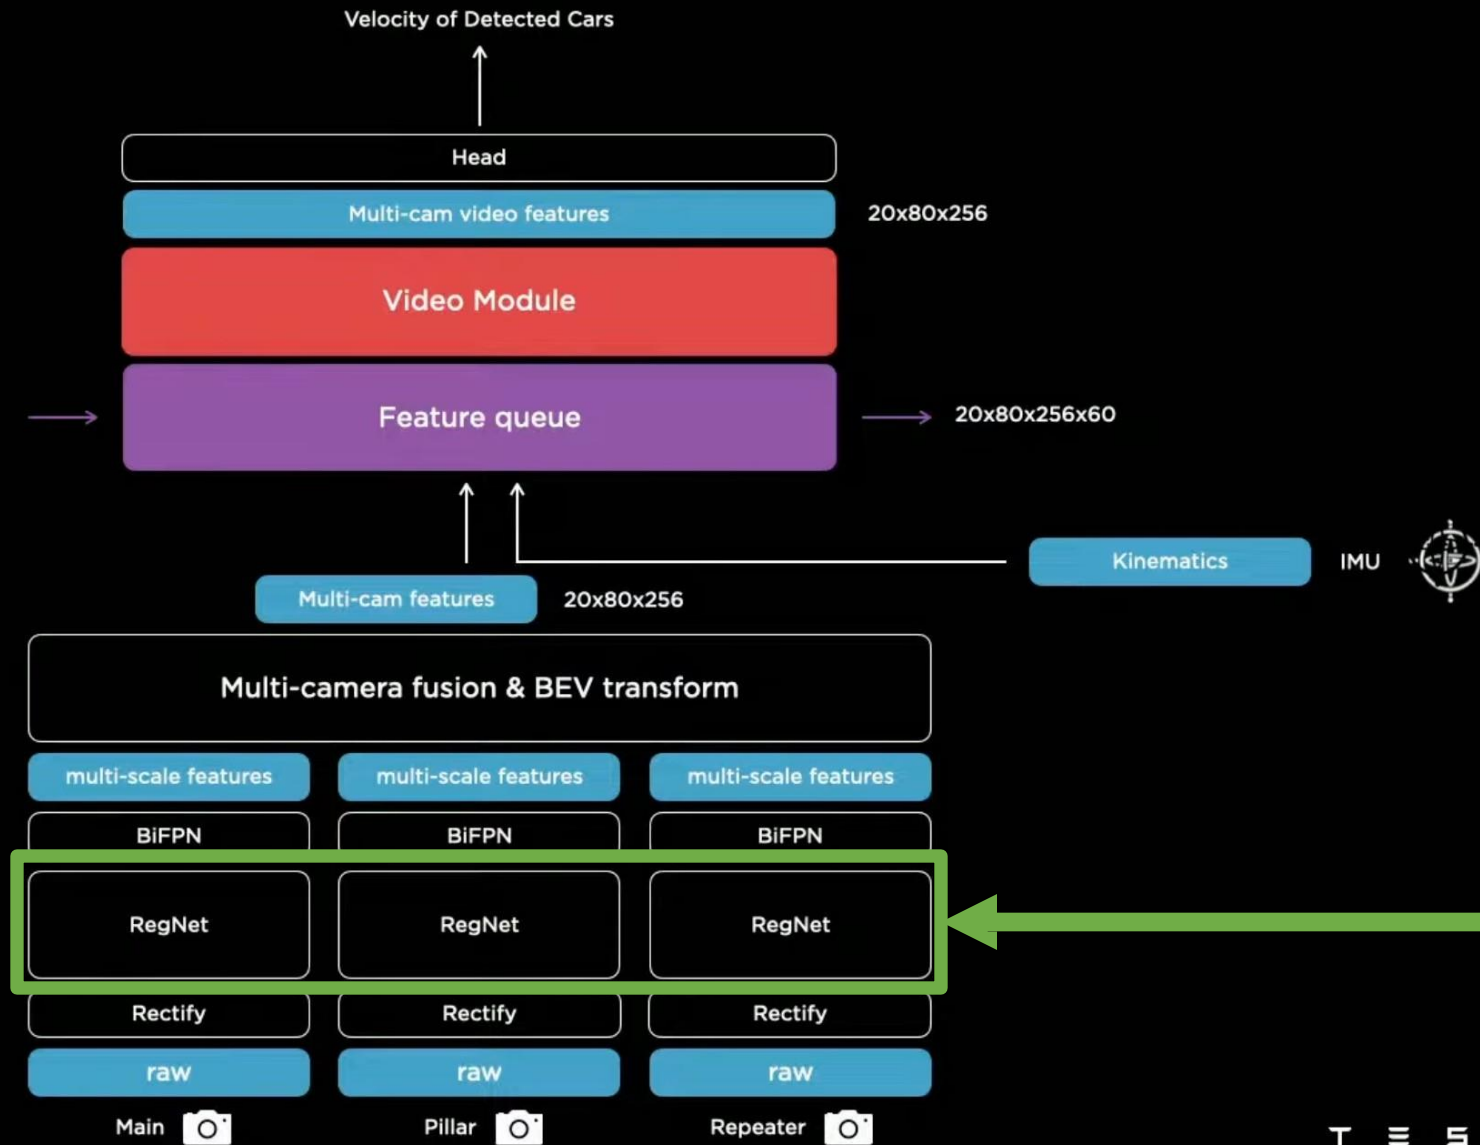 Velocity of Detected Cars
Head
Multi-cam video features 20x80x256
Video Module
Feature queue 20x80x256x60
Kinematics IMU
Multi-cam features 20x80x256
Multi-camera fusion & BEV transform
multi-scale features multi-scale features multi-scale features
BiFPN BiFPN BiFPN
RegNet RegNet RegNet
Rectify Rectify Rectify
raw raw raw
Main Pillar Repeater
T E S